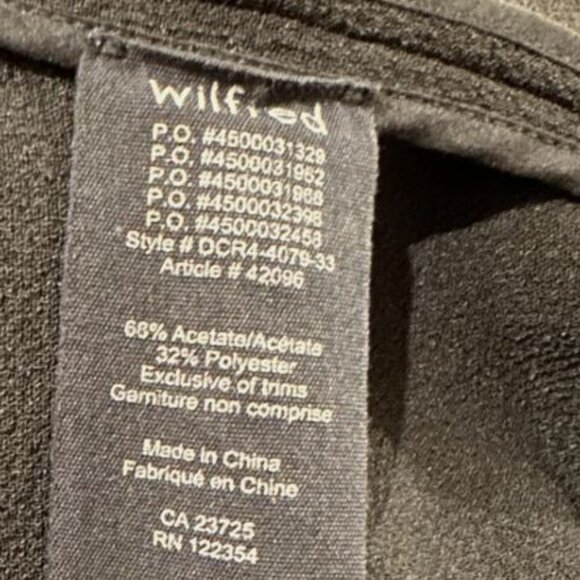 wilfred
P.O. #4500031329
P.O. #4500031952
P.O. #4500031968
P.O. #4500032398
P.O. #4500032458
Style # DCR4-4079-33
Article # 42096
68% Acetate/Acétate
32% Polyester
Exclusive of trims
Garniture non comprise
Made in China
Fabriqué en Chine
CA 23725
RN 122354